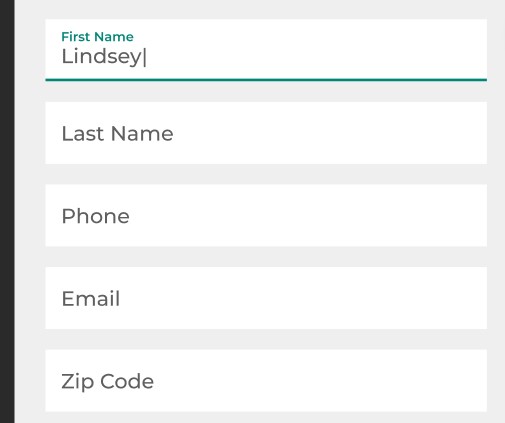 First Name
Lindsey
Last Name
Phone
Email
Zip Code